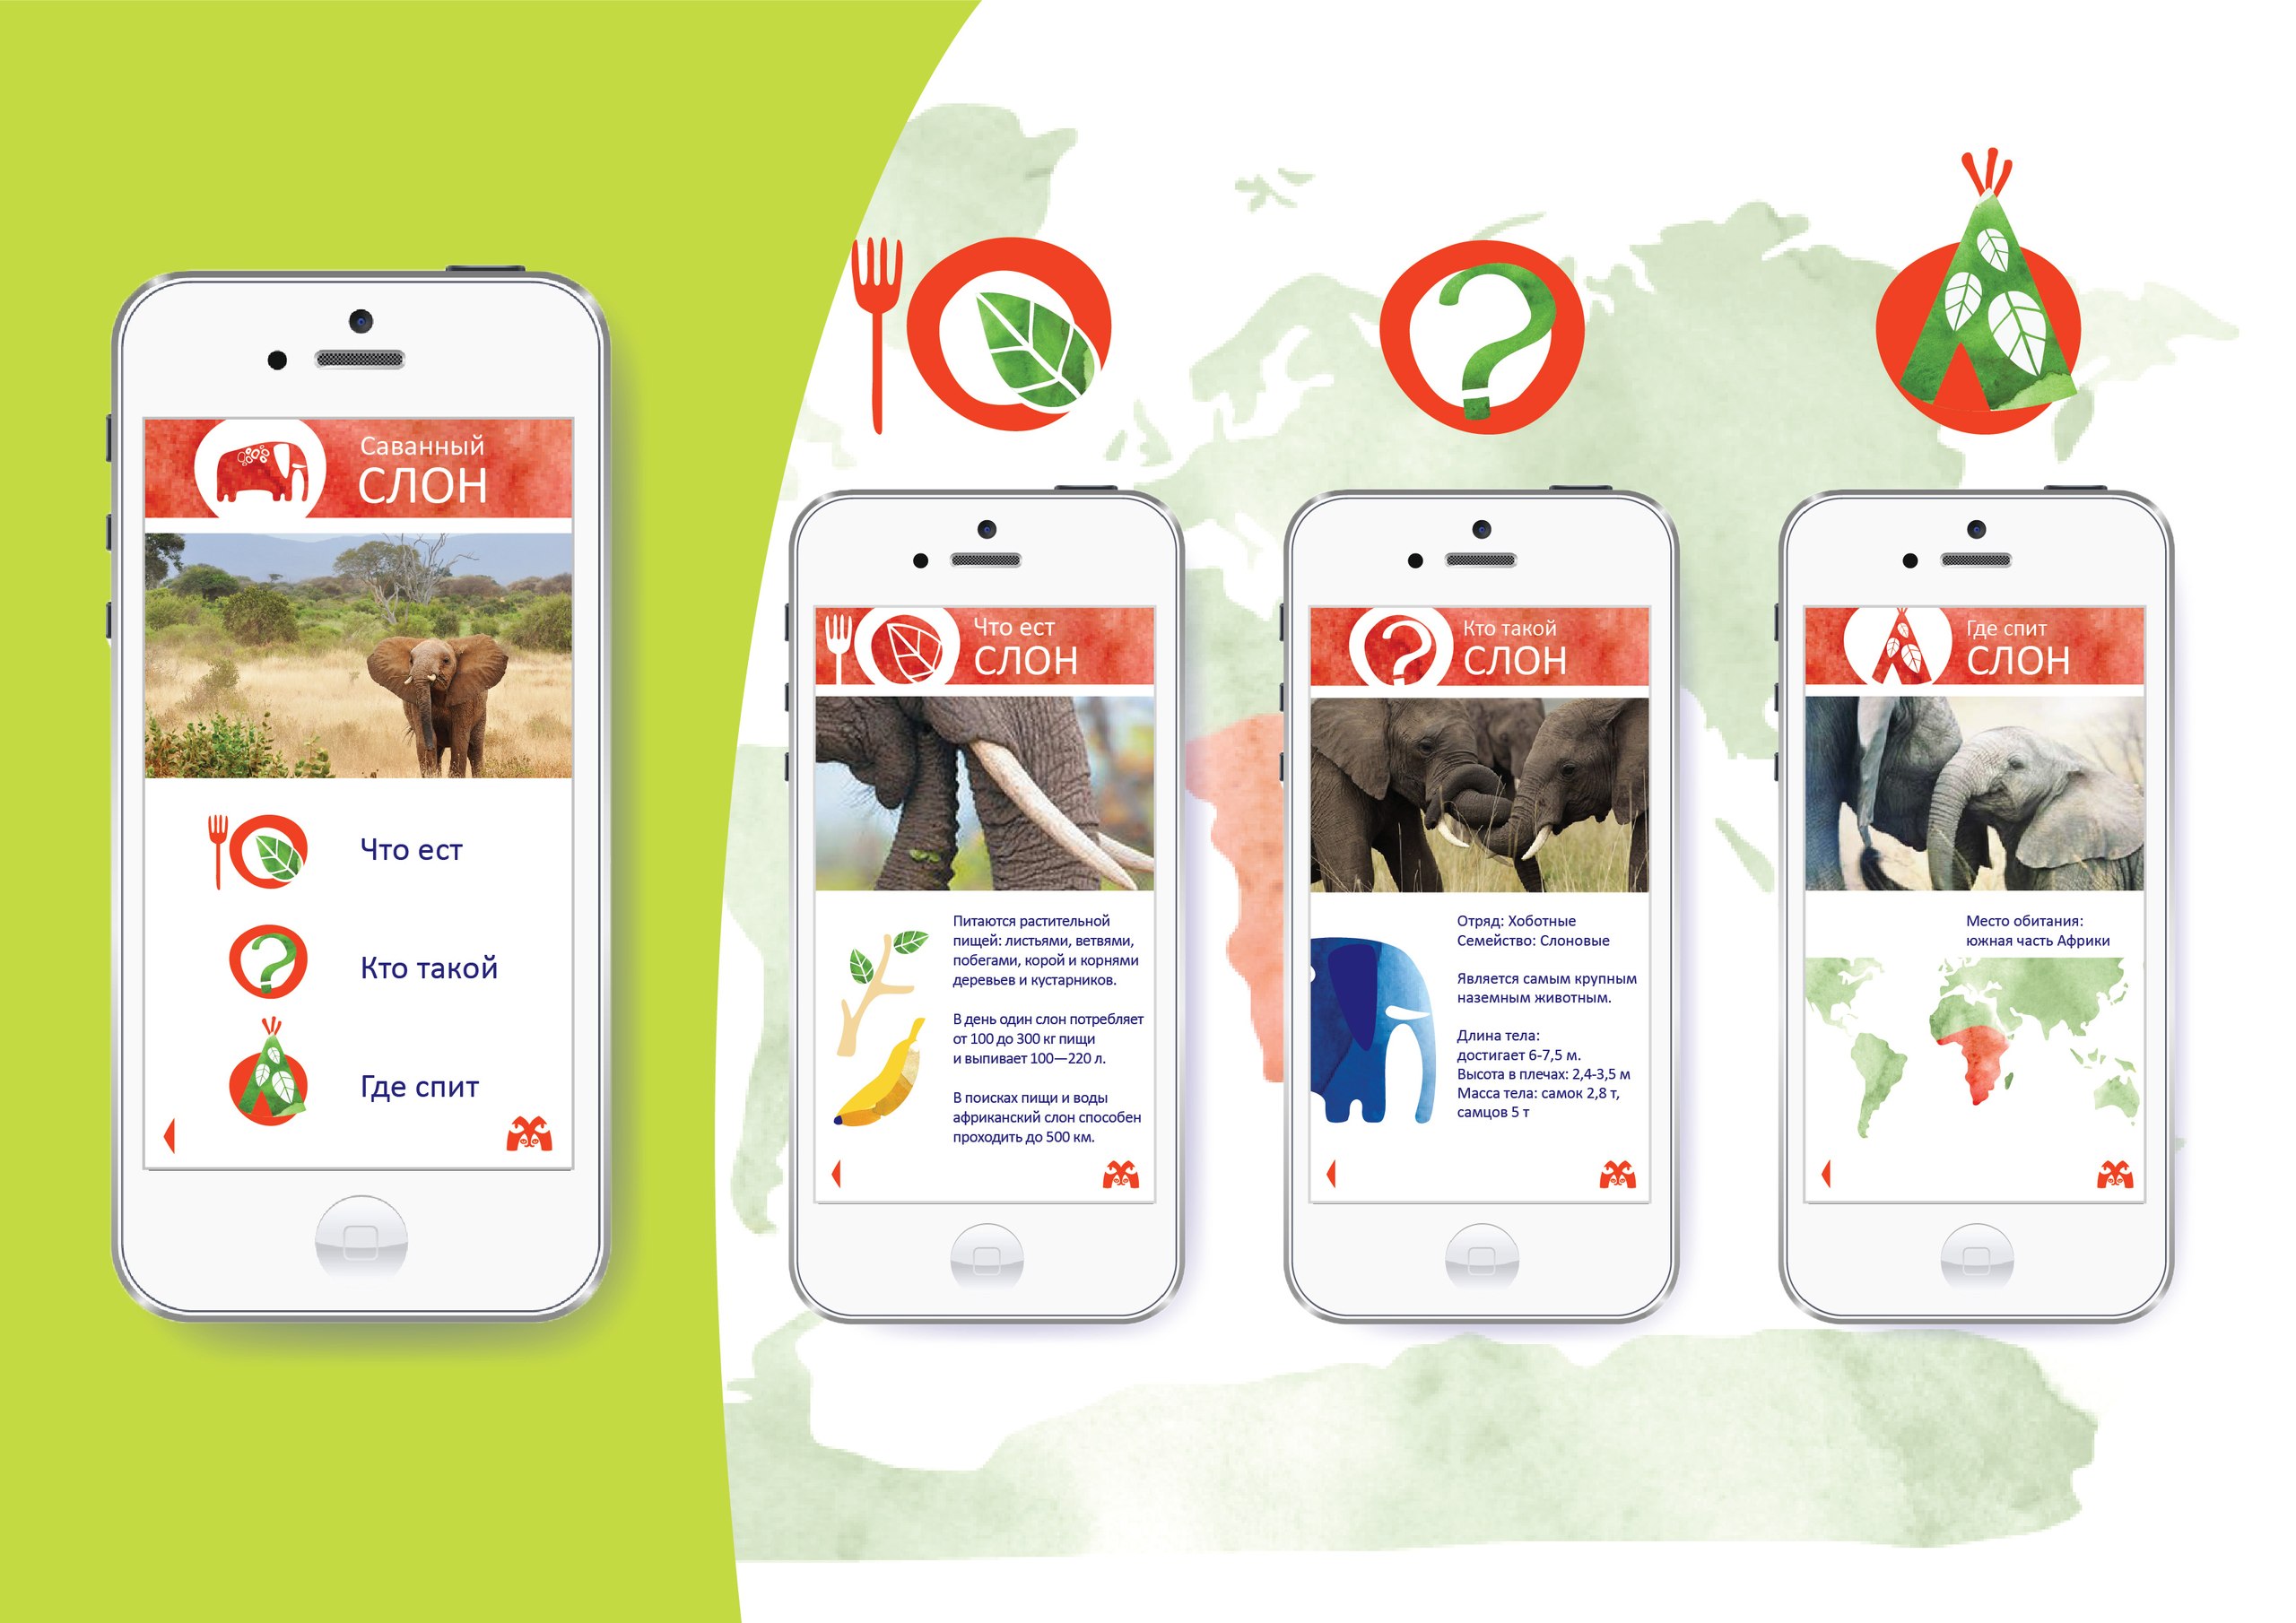 Саванный
СЛОН
Что ест
Кто такой
Где спит
Что ест
СЛОН
Питаются растительной
пищей: листьями, ветвями,
побегами, корой и корнями
деревьев и кустарников.
В день один слон потребляет
от 100 до 300 кг пищи
и выпивает 100—220 л.
В поисках пищи и воды
африканский слон способен
проходить до 500 км.
Кто такой
СЛОН
Отряд: Хоботные
Семейство: Слоновые
Является самым крупным
наземным животным.
Длина тела:
достигает 6-7,5 м.
Высота в плечах: 2,4-3,5 м
Масса тела: самок 2,8 т,
самцов 5 т
Где спит
СЛОН
Место обитания:
южная часть Африки